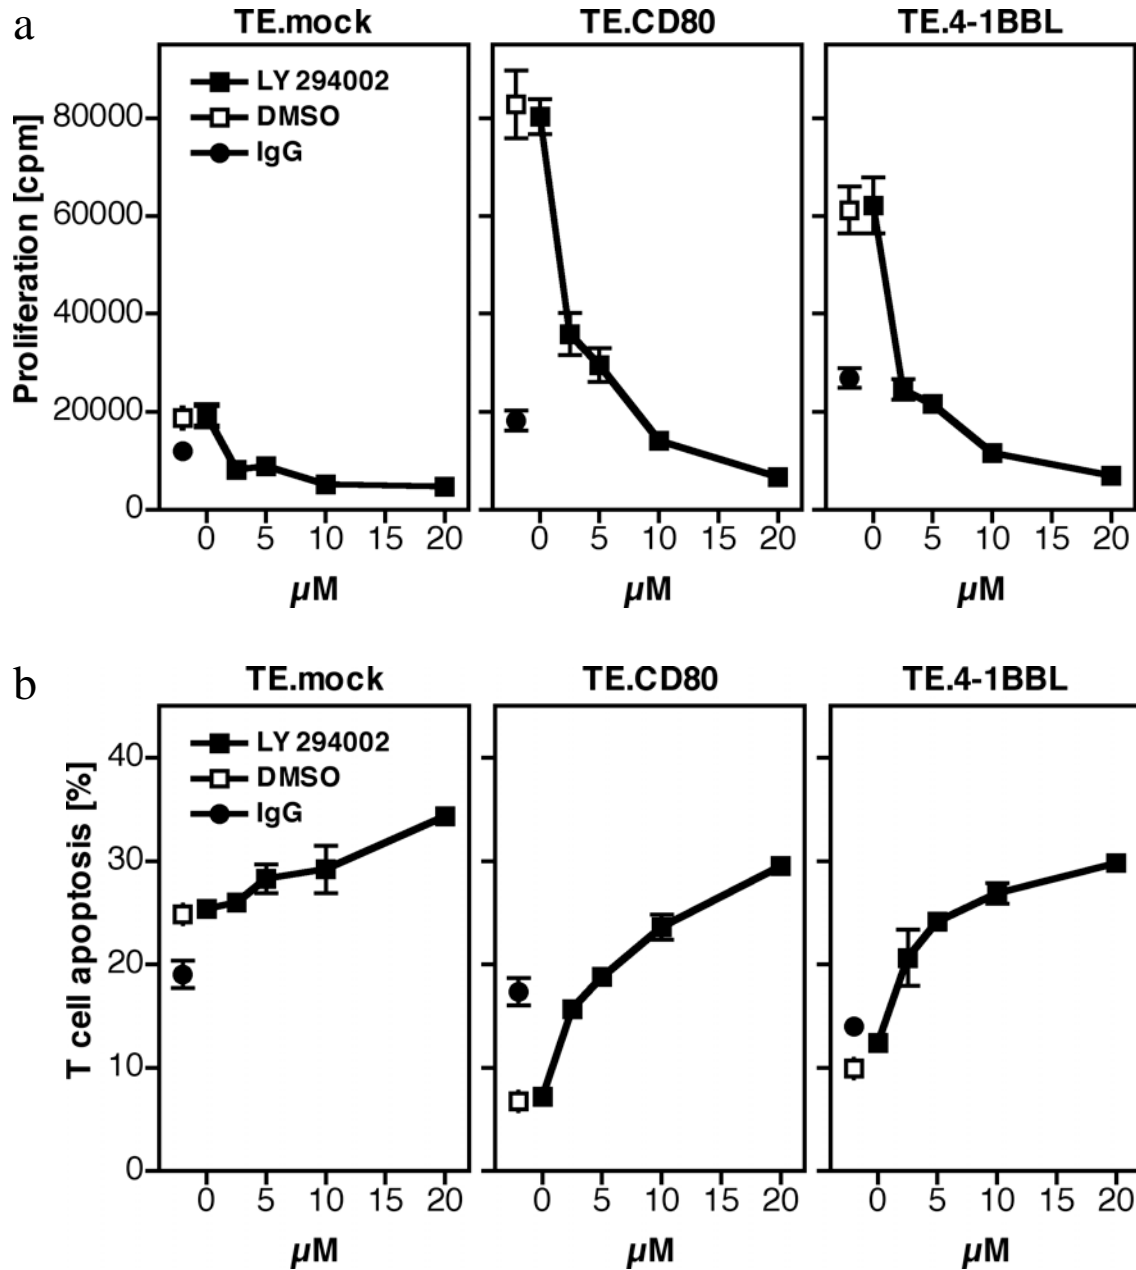 a
TE.mock TE.CD80 TE.4-1BBL
LY 294002
DMSO
IgG
Proliferation [cpm]
80000
60000
40000
20000
0
0 5 10 15 20 0 5 10 15 20 0 5 10 15 20
µM µM µM
b
TE.mock TE.CD80 TE.4-1BBL
LY 294002
DMSO
IgG
T cell apoptosis [%]
40
30
20
10
0
0 5 10 15 20 0 5 10 15 20 0 5 10 15 20
µM µM µM